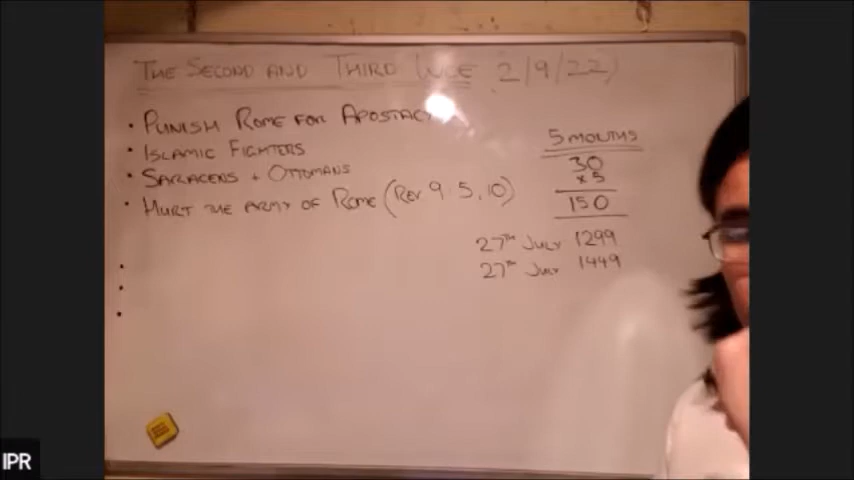 THE SECOND AND THIRD WOE (2/9/22)
• PUNISH ROME FOR APOSTACY
• ISLAMIC FIGHTERS
• SARACENS + OTTOMANS
• HURT THE ARMY OF ROME (REV 9:5,10)
5 MONTHS
30
x 5
150
27TH JULY 1299
27TH JULY 1449
IPR